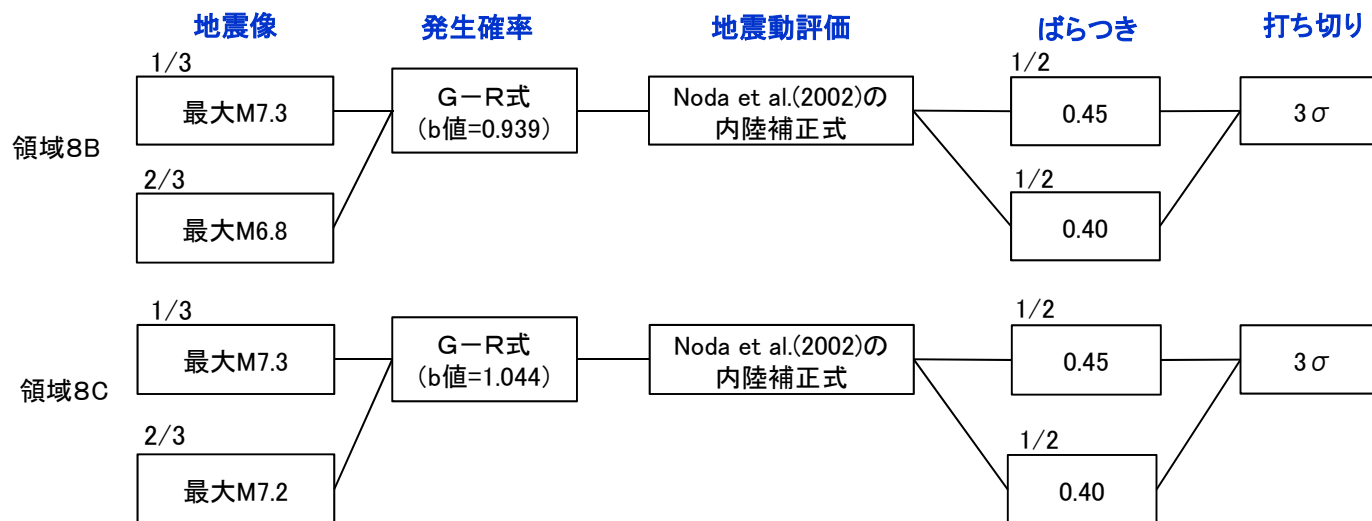 地震像 発生確率 地震動評価 ばらつき 打ち切り
領域8B
1/3
最大M7.3
2/3
最大M6.8
G－R式
(b値=0.939)
Noda et al.(2002)の
内陸補正式
1/2
0.45
1/2
0.40
3σ
領域8C
1/3
最大M7.3
2/3
最大M7.2
G－R式
(b値=1.044)
Noda et al.(2002)の
内陸補正式
1/2
0.45
1/2
0.40
3σ